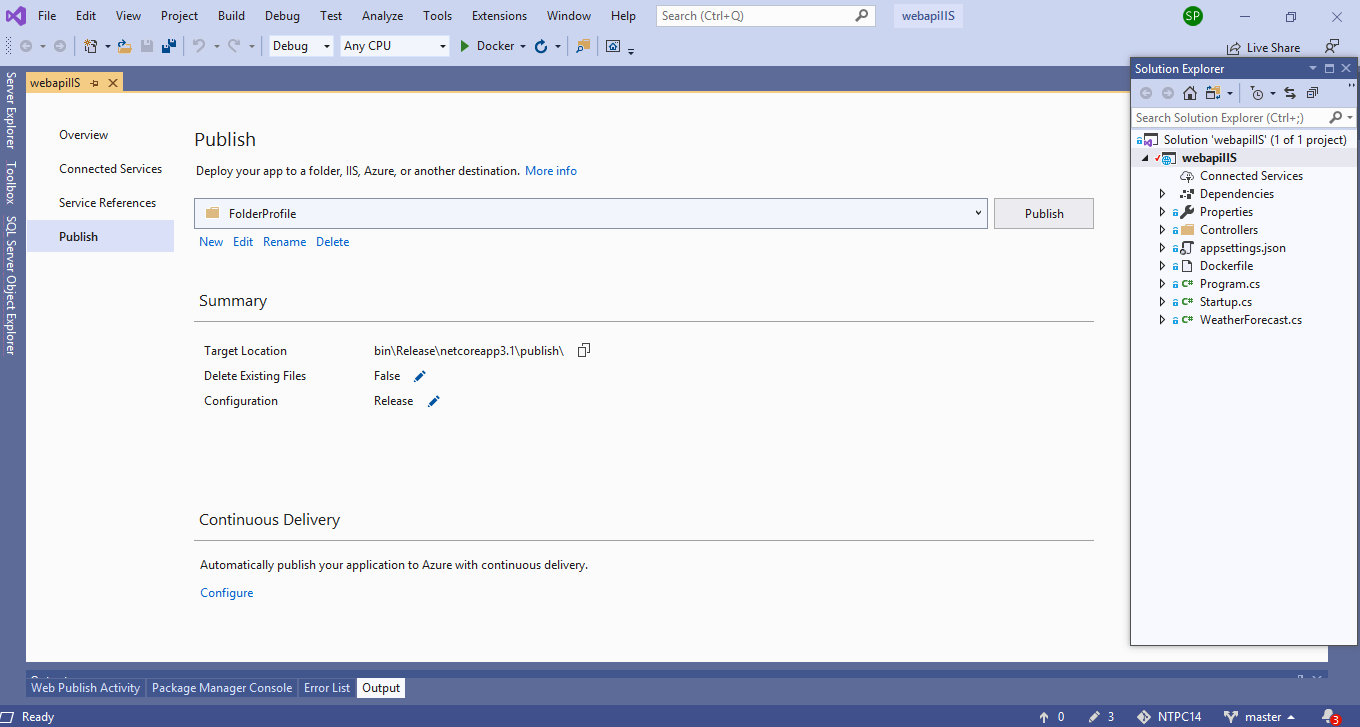 File Edit View Project Build Debug Test Analyze Tools Extensions Window Help Search (Ctrl+Q) webapiIIS SP
Debug Any CPU Docker Live Share
Server Explorer
Toolbox
SQL Server Object Explorer
webapiIIS
Overview
Connected Services
Service References
Publish
Publish
Deploy your app to a folder, IIS, Azure, or another destination. More info
FolderProfile Publish
New Edit Rename Delete
Summary
Target Location bin\Release\netcoreapp3.1\publish\
Delete Existing Files False
Configuration Release
Continuous Delivery
Automatically publish your application to Azure with continuous delivery.
Configure
Solution Explorer
Search Solution Explorer (Ctrl+;)
Solution 'webapiIIS' (1 of 1 project)
webapiIIS
Connected Services
Dependencies
Properties
Controllers
appsettings.json
Dockerfile
C# Program.cs
C# Startup.cs
C# WeatherForecast.cs
Web Publish Activity Package Manager Console Error List Output
Ready 0 3 NTPC14 master 3